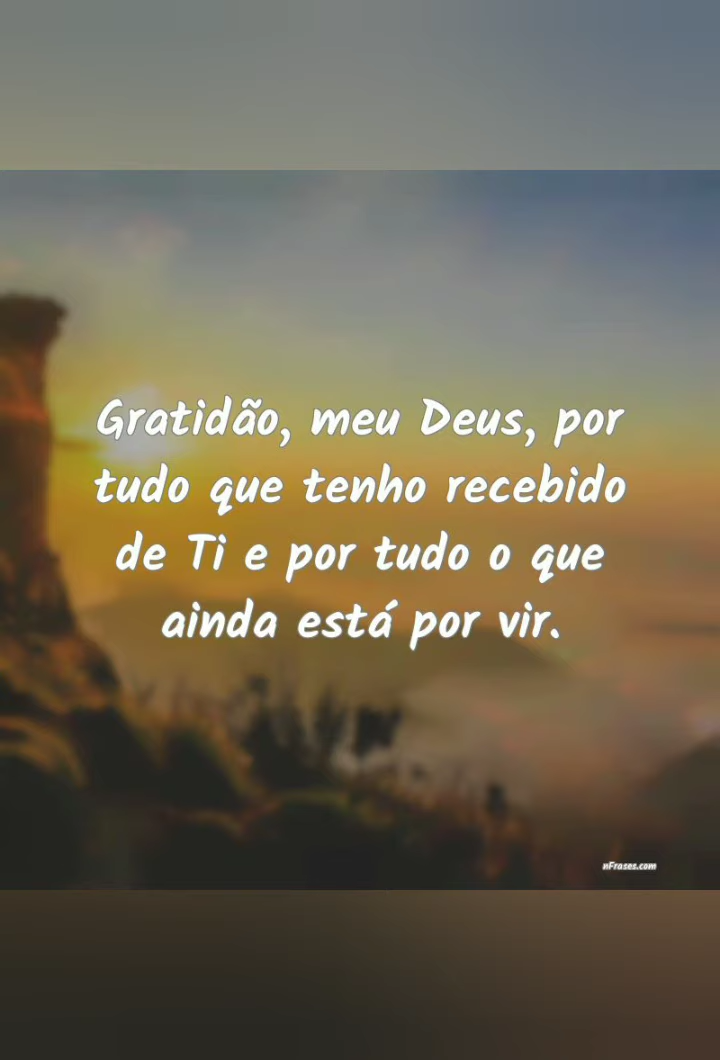 Gratidão, meu Deus, por
tudo que tenho recebido
de Ti e por tudo o que
ainda está por vir.
nFrases.com